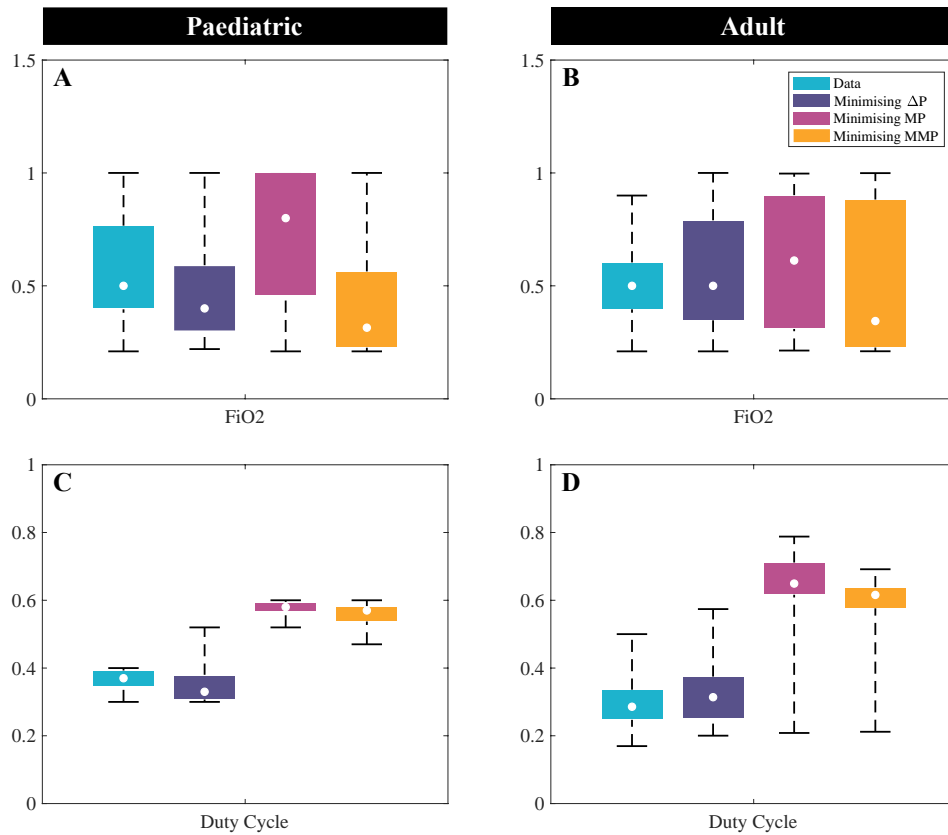 Paediatric
Adult
A
B
1.5
1
0.5
0
FiO2
1.5
1
0.5
0
FiO2
Data
Minimising ΔP
Minimising MP
Minimising MMP
C
D
1
0.8
0.6
0.4
0.2
0
Duty Cycle
1
0.8
0.6
0.4
0.2
0
Duty Cycle